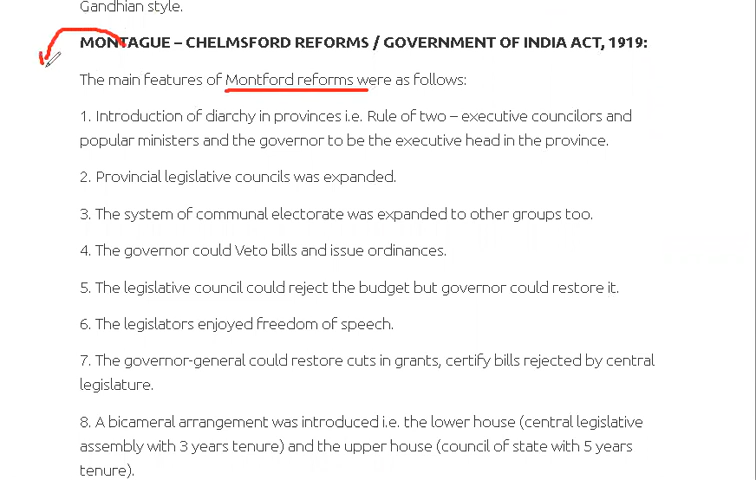 Gandhian style.
MONTAGUE – CHELMSFORD REFORMS / GOVERNMENT OF INDIA ACT, 1919:
The main features of Montford reforms were as follows:
1. Introduction of diarchy in provinces i.e. Rule of two – executive councilors and
popular ministers and the governor to be the executive head in the province.
2. Provincial legislative councils was expanded.
3. The system of communal electorate was expanded to other groups too.
4. The governor could Veto bills and issue ordinances.
5. The legislative council could reject the budget but governor could restore it.
6. The legislators enjoyed freedom of speech.
7. The governor-general could restore cuts in grants, certify bills rejected by central
legislature.
8. A bicameral arrangement was introduced i.e. the lower house (central legislative
assembly with 3 years tenure) and the upper house (council of state with 5 years
tenure).